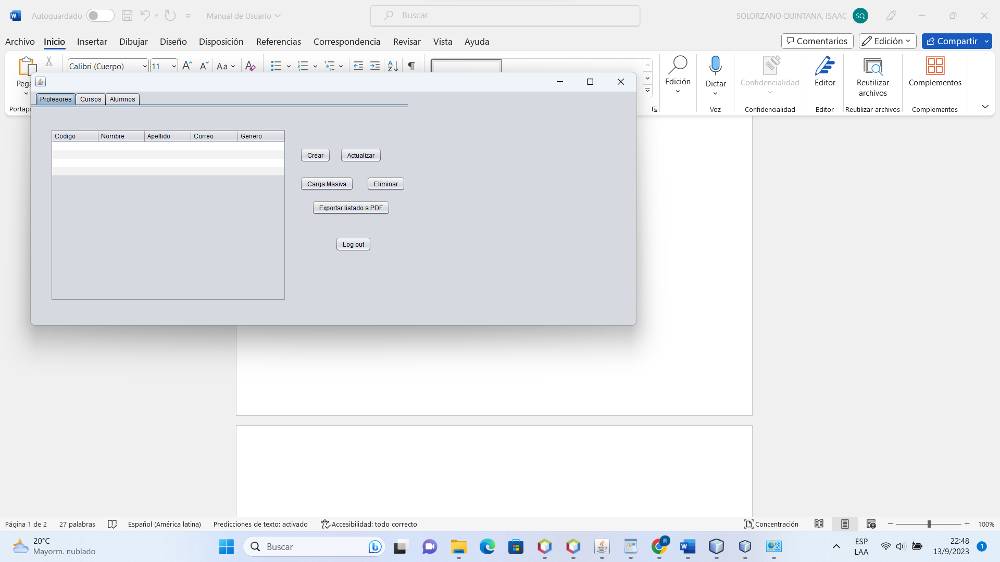 Autoguardado
Manual de Usuario
Buscar
SOLORZANO QUINTANA, ISAAC
SQ
Archivo Inicio Insertar Dibujar Diseño Disposición Referencias Correspondencia Revisar Vista Ayuda
Comentarios Edición Compartir
Calibri (Cuerpo) 11 Aa
Edición Dictar Confidencialidad Editor Reutilizar archivos Complementos
Voz Confidencialidad Editor Reutilizar archivos Complementos
Profesores Cursos Alumnos
Codigo Nombre Apellido Correo Genero
Crear Actualizar
Carga Masiva Eliminar
Exportar listado a PDF
Log out
Página 1 de 2 27 palabras Español (América latina) Predicciones de texto: activado Accesibilidad: todo correcto Concentración 100%
20°C
Mayorm. nublado
Buscar
ESP
LAA
22:48
13/9/2023
1